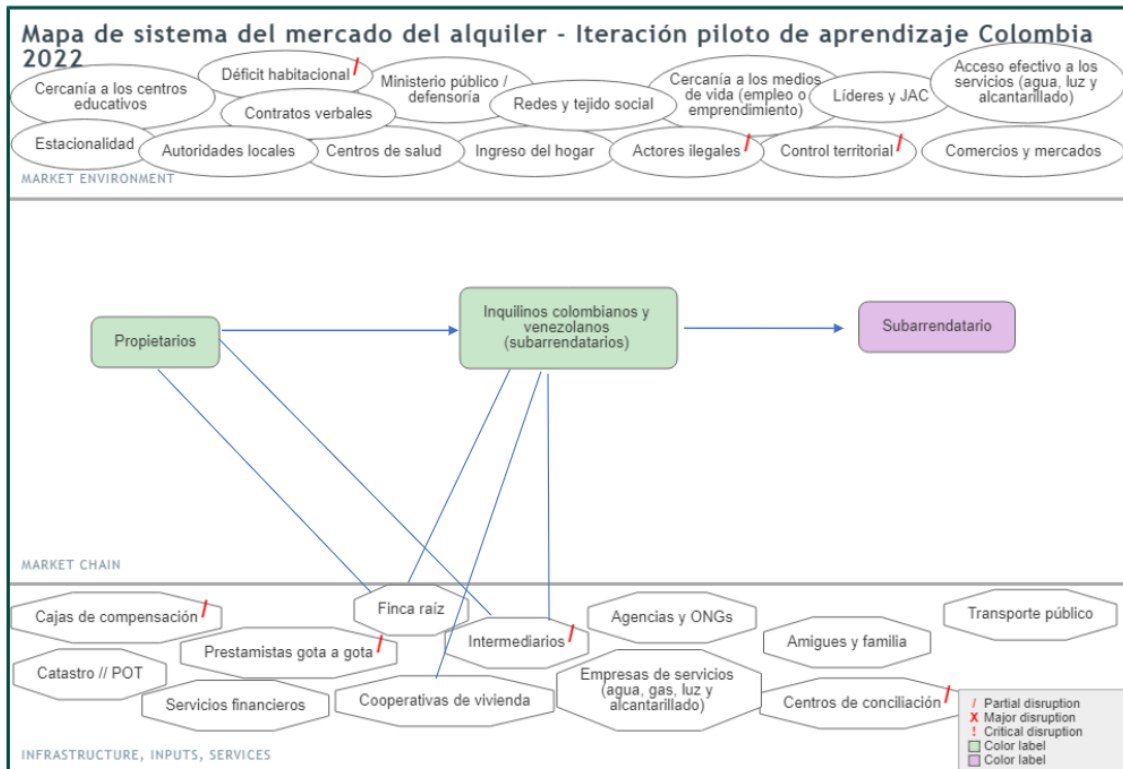 Mapa de sistema del mercado del alquiler - Iteración piloto de aprendizaje Colombia
2022
Déficit habitacional /
Cercanía a los centros
educativos
Ministerio público /
defensoría
Contratos verbales
Redes y tejido social
Cercanía a los medios
de vida (empleo o
emprendimiento)
Líderes y JAC
Acceso efectivo a los
servicios (agua, luz y
alcantarillado)
Estacionalidad
Autoridades locales
Centros de salud
Ingreso del hogar
Actores ilegales /
Control territorial /
Comercios y mercados
MARKET ENVIRONMENT
Propietarios
Inquilinos colombianos y
venezolanos
(subarrendatarios)
Subarrendatario
MARKET CHAIN
Cajas de compensación /
Finca raíz
Agencias y ONGs
Transporte público
Prestamistas gota a gota /
Intermediarios /
Amigues y familia
Catastro // POT
Servicios financieros
Cooperativas de vivienda
Empresas de servicios
(agua, gas, luz y
alcantarillado)
Centros de conciliación /
/ Partial disruption
X Major disruption
! Critical disruption
Color label
Color label
INFRASTRUCTURE, INPUTS, SERVICES